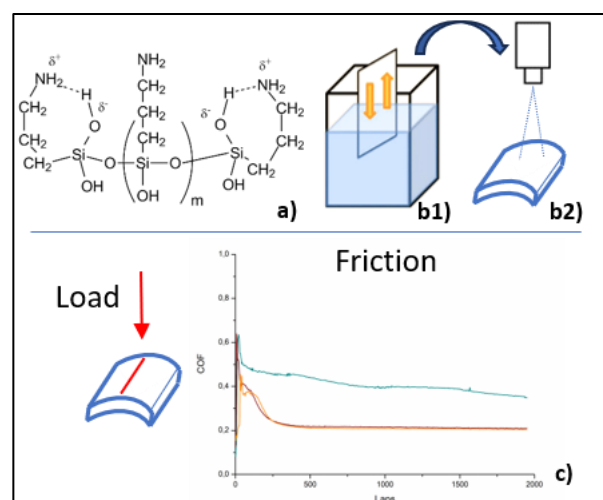 δ+
NH2
δ-
H
O
CH2
CH2
CH2
Si
OH
O
NH2
CH2
CH2
CH2
Si
OH
m
O
δ+
NH2
δ-
H
O
CH2
CH2
CH2
Si
OH
a)
b1)
b2)
Load
Friction
COF
1,0
0,8
0,6
0,4
0,2
0,0
0
500
1000
1500
2000
Laps
c)